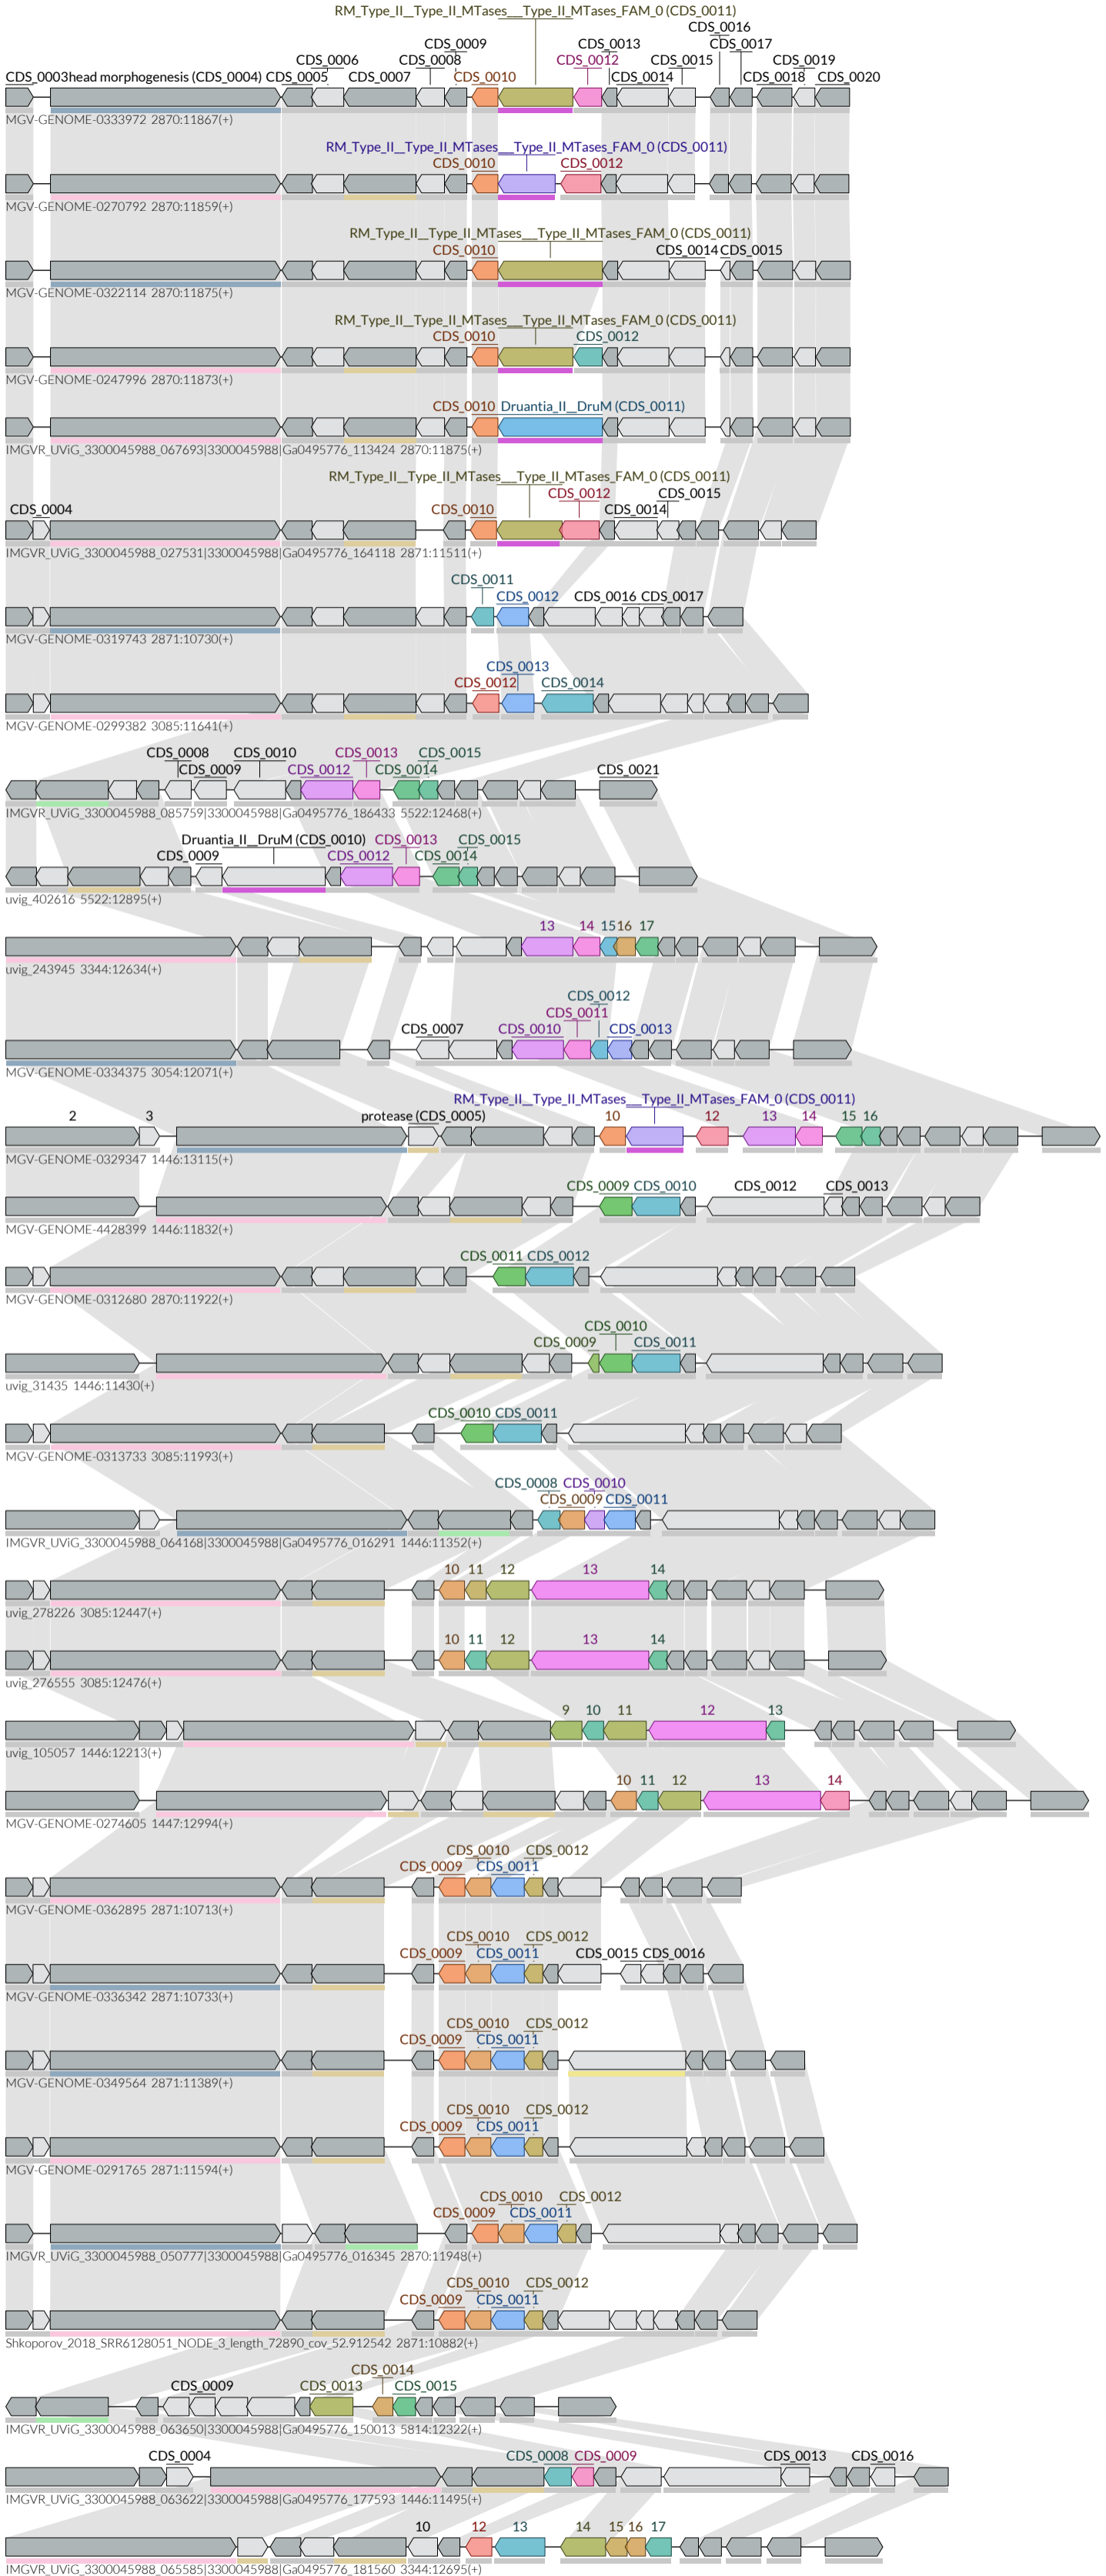 RM_Type_II__Type_II_MTases___Type_II_MTases_FAM_0 (CDS_0011)
CDS_0016
CDS_0009 CDS_0013 CDS_0017
CDS_0006 CDS_0008 CDS_0012 CDS_0015 CDS_0019
CDS_0003 head morphogenesis (CDS_0004) CDS_0005 CDS_0007 CDS_0010 CDS_0014 CDS_0018 CDS_0020
MGV-GENOME-0333972 2870:11867(+)
RM_Type_II__Type_II_MTases___Type_II_MTases_FAM_0 (CDS_0011)
CDS_0010 CDS_0012
MGV-GENOME-0270792 2870:11859(+)
RM_Type_II__Type_II_MTases___Type_II_MTases_FAM_0 (CDS_0011)
CDS_0010 CDS_0014 CDS_0015
MGV-GENOME-0322114 2870:11875(+)
RM_Type_II__Type_II_MTases___Type_II_MTases_FAM_0 (CDS_0011)
CDS_0010 CDS_0012
MGV-GENOME-0247996 2870:11873(+)
CDS_0010 Druantia_II__DruM (CDS_0011)
IMGVR_UViG_3300045988_067693|3300045988|Ga0495776_113424 2870:11875(+)
RM_Type_II__Type_II_MTases___Type_II_MTases_FAM_0 (CDS_0011)
CDS_0012 CDS_0015
CDS_0004 CDS_0010 CDS_0014
IMGVR_UViG_3300045988_027531|3300045988|Ga0495776_164118 2871:11511(+)
CDS_0011
CDS_0012 CDS_0016 CDS_0017
MGV-GENOME-0319743 2871:10730(+)
CDS_0013
CDS_0012 CDS_0014
MGV-GENOME-0299382 3085:11641(+)
CDS_0008 CDS_0010 CDS_0013 CDS_0015
CDS_0009 CDS_0012 CDS_0014 CDS_0021
IMGVR_UViG_3300045988_085759|3300045988|Ga0495776_186433 5522:12468(+)
Druantia_II__DruM (CDS_0010) CDS_0013 CDS_0015
CDS_0009 CDS_0012 CDS_0014
uvig_402616 5522:12895(+)
13 14 15 16 17
uvig_243945 3344:12634(+)
CDS_0012
CDS_0011
CDS_0007 CDS_0010 CDS_0013
MGV-GENOME-0334375 3054:12071(+)
RM_Type_II__Type_II_MTases___Type_II_MTases_FAM_0 (CDS_0011)
2 3 protease (CDS_0005) 10 12 13 14 15 16
MGV-GENOME-0329347 1446:13115(+)
CDS_0009 CDS_0010 CDS_0012 CDS_0013
MGV-GENOME-4428399 1446:11832(+)
CDS_0011 CDS_0012
MGV-GENOME-0312680 2870:11922(+)
CDS_0010
CDS_0009 CDS_0011
uvig_31435 1446:11430(+)
CDS_0010 CDS_0011
MGV-GENOME-0313733 3085:11993(+)
CDS_0008 CDS_0010
CDS_0009 CDS_0011
IMGVR_UViG_3300045988_064168|3300045988|Ga0495776_016291 1446:11352(+)
10 11 12 13 14
uvig_278226 3085:12447(+)
10 11 12 13 14
uvig_276555 3085:12476(+)
9 10 11 12 13
uvig_105057 1446:12213(+)
10 11 12 13 14
MGV-GENOME-0274605 1447:12994(+)
CDS_0010 CDS_0012
CDS_0009 CDS_0011
MGV-GENOME-0362895 2871:10713(+)
CDS_0010 CDS_0012
CDS_0009 CDS_0011 CDS_0015 CDS_0016
MGV-GENOME-0336342 2871:10733(+)
CDS_0010 CDS_0012
CDS_0009 CDS_0011
MGV-GENOME-0349564 2871:11389(+)
CDS_0010 CDS_0012
CDS_0009 CDS_0011
MGV-GENOME-0291765 2871:11594(+)
CDS_0010 CDS_0012
CDS_0009 CDS_0011
IMGVR_UViG_3300045988_050777|3300045988|Ga0495776_016345 2870:11948(+)
CDS_0010 CDS_0012
CDS_0009 CDS_0011
Shkoporov_2018_SRR6128051_NODE_3_length_72890_cov_52.912542 2871:10882(+)
CDS_0014
CDS_0009 CDS_0013 CDS_0015
IMGVR_UViG_3300045988_063650|3300045988|Ga0495776_150013 5814:12322(+)
CDS_0004 CDS_0008 CDS_0009 CDS_0013 CDS_0016
IMGVR_UViG_3300045988_063622|3300045988|Ga0495776_177593 1446:11495(+)
10 12 13 14 15 16 17
IMGVR_UViG_3300045988_065585|3300045988|Ga0495776_181560 3344:12695(+)